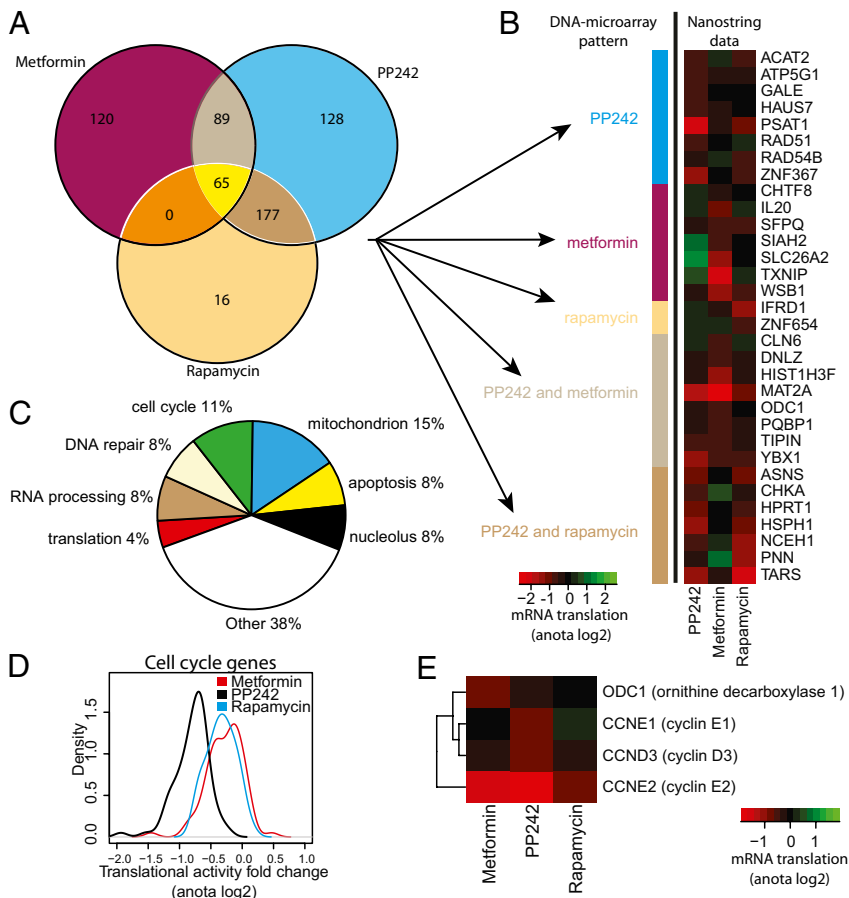 A
Metformin
PP242
120
89
128
65
0
177
16
Rapamycin
B
DNA-microarray
pattern
Nanostring
data
PP242
metformin
rapamycin
PP242 and metformin
PP242 and rapamycin
ACAT2
ATP5G1
GALE
HAUS7
PSAT1
RAD51
RAD54B
ZNF367
CHTF8
IL20
SFPQ
SIAH2
SLC26A2
TXNIP
WSB1
IFRD1
ZNF654
CLN6
DNLZ
HIST1H3F
MAT2A
ODC1
PQBP1
TIPIN
YBX1
ASNS
CHKA
HPRT1
HSPH1
NCEH1
PNN
TARS
−2 −1 0 1 2
mRNA translation
(anota log2)
PP242
Metformin
Rapamycin
C
cell cycle 11%
mitochondrion 15%
DNA repair 8%
apoptosis 8%
RNA processing 8%
nucleolus 8%
translation 4%
Other 38%
D
Cell cycle genes
Metformin
PP242
Rapamycin
Density
0.0 0.5 1.0 1.5
−2.0 −1.5 −1.0 −0.5 0.0 0.5 1.0
Translational activity fold change
(anota log2)
E
ODC1 (ornithine decarboxylase 1)
CCNE1 (cyclin E1)
CCND3 (cyclin D3)
CCNE2 (cyclin E2)
Metformin
PP242
Rapamycin
−1 0 1
mRNA translation
(anota log2)